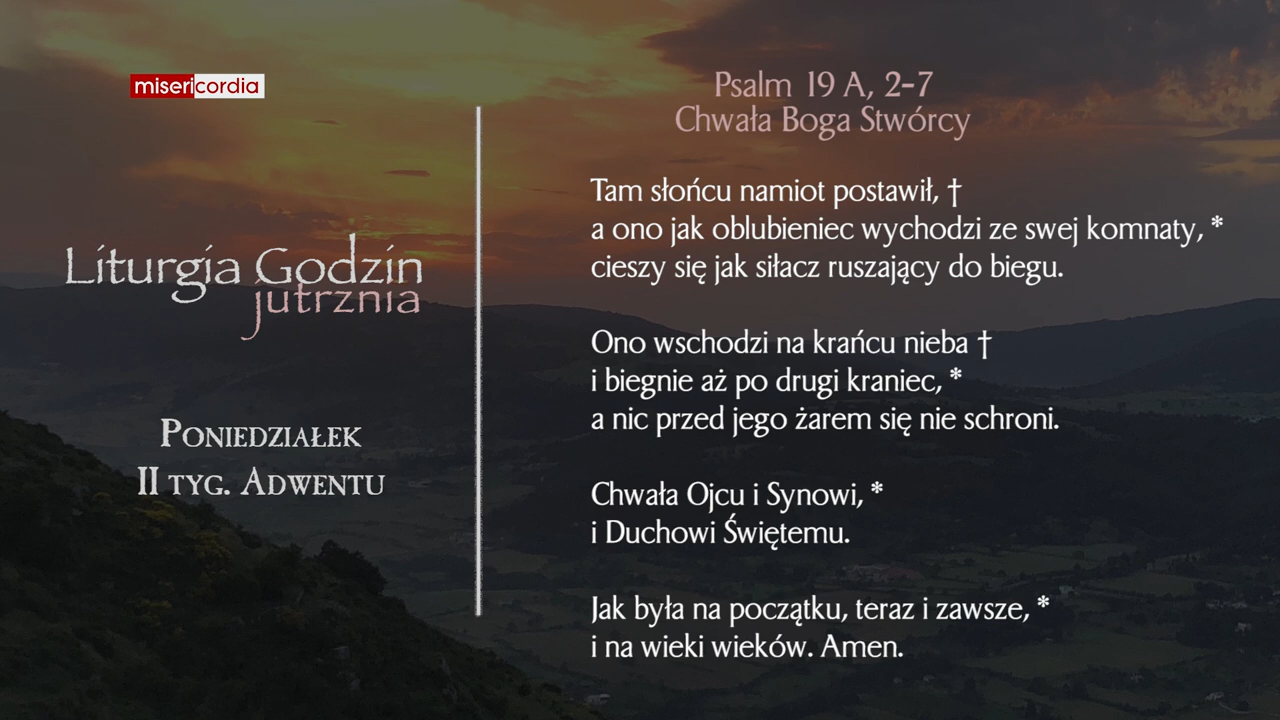 misericordia
Liturgia Godzin
jutrznia
Poniedziałek
II tyg. Adwentu
Psalm 19 A, 2-7
Chwała Boga Stwórcy
Tam słońcu namiot postawił, †
a ono jak oblubieniec wychodzi ze swej komnaty, *
cieszy się jak siłacz ruszający do biegu.
Ono wschodzi na krańcu nieba †
i biegnie aż po drugi kraniec, *
a nic przed jego żarem się nie schroni.
Chwała Ojcu i Synowi, *
i Duchowi Świętemu.
Jak była na początku, teraz i zawsze, *
i na wieki wieków. Amen.